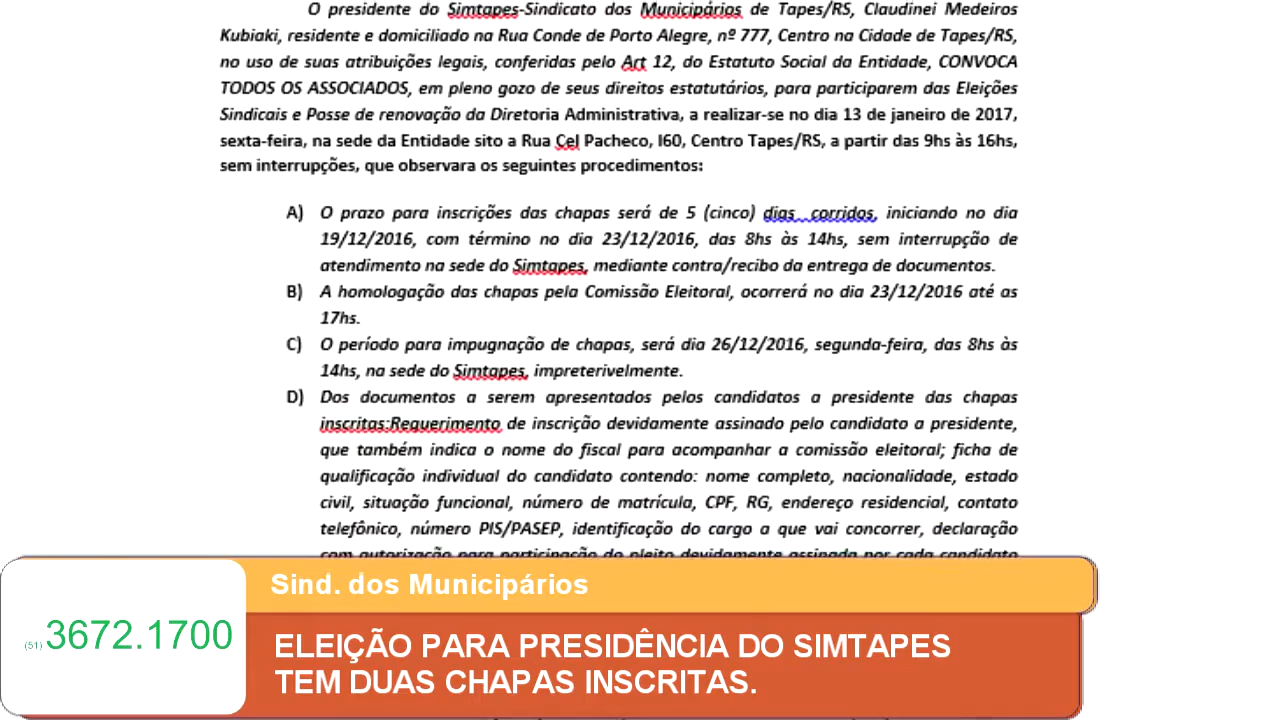 O presidente do Simtapes-Sindicato dos Municipários de Tapes/RS, Claudinei Medeiros
Kubiaki, residente e domiciliado na Rua Conde de Porto Alegre, nº 777, Centro na Cidade de Tapes/RS,
no uso de suas atribuições legais, conferidas pelo Art 12, do Estatuto Social da Entidade, CONVOCA
TODOS OS ASSOCIADOS, em pleno gozo de seus direitos estatutários, para participarem das Eleições
Sindicais e Posse de renovação da Diretoria Administrativa, a realizar-se no dia 13 de janeiro de 2017,
sexta-feira, na sede da Entidade sito a Rua Cel Pacheco, I60, Centro Tapes/RS, a partir das 9hs às 16hs,
sem interrupções, que observara os seguintes procedimentos:
A) O prazo para inscrições das chapas será de 5 (cinco) dias corridos, iniciando no dia
19/12/2016, com término no dia 23/12/2016, das 8hs às 14hs, sem interrupção de
atendimento na sede do Simtapes, mediante contra/recibo da entrega de documentos.
B) A homologação das chapas pela Comissão Eleitoral, ocorrerá no dia 23/12/2016 até as
17hs.
C) O período para impugnação de chapas, será dia 26/12/2016, segunda-feira, das 8hs às
14hs, na sede do Simtapes, impreterivelmente.
D) Dos documentos a serem apresentados pelos candidatos a presidente das chapas
inscritas:Requerimento de inscrição devidamente assinado pelo candidato a presidente,
que também indica o nome do fiscal para acompanhar a comissão eleitoral; ficha de
qualificação individual do candidato contendo: nome completo, nacionalidade, estado
civil, situação funcional, número de matrícula, CPF, RG, endereço residencial, contato
telefônico, número PIS/PASEP, identificação do cargo a que vai concorrer, declaração
com autorização para participação do pleito devidamente assinada por cada candidato
Sind. dos Municipários
(51) 3672.1700
ELEIÇÃO PARA PRESIDÊNCIA DO SIMTAPES
TEM DUAS CHAPAS INSCRITAS.